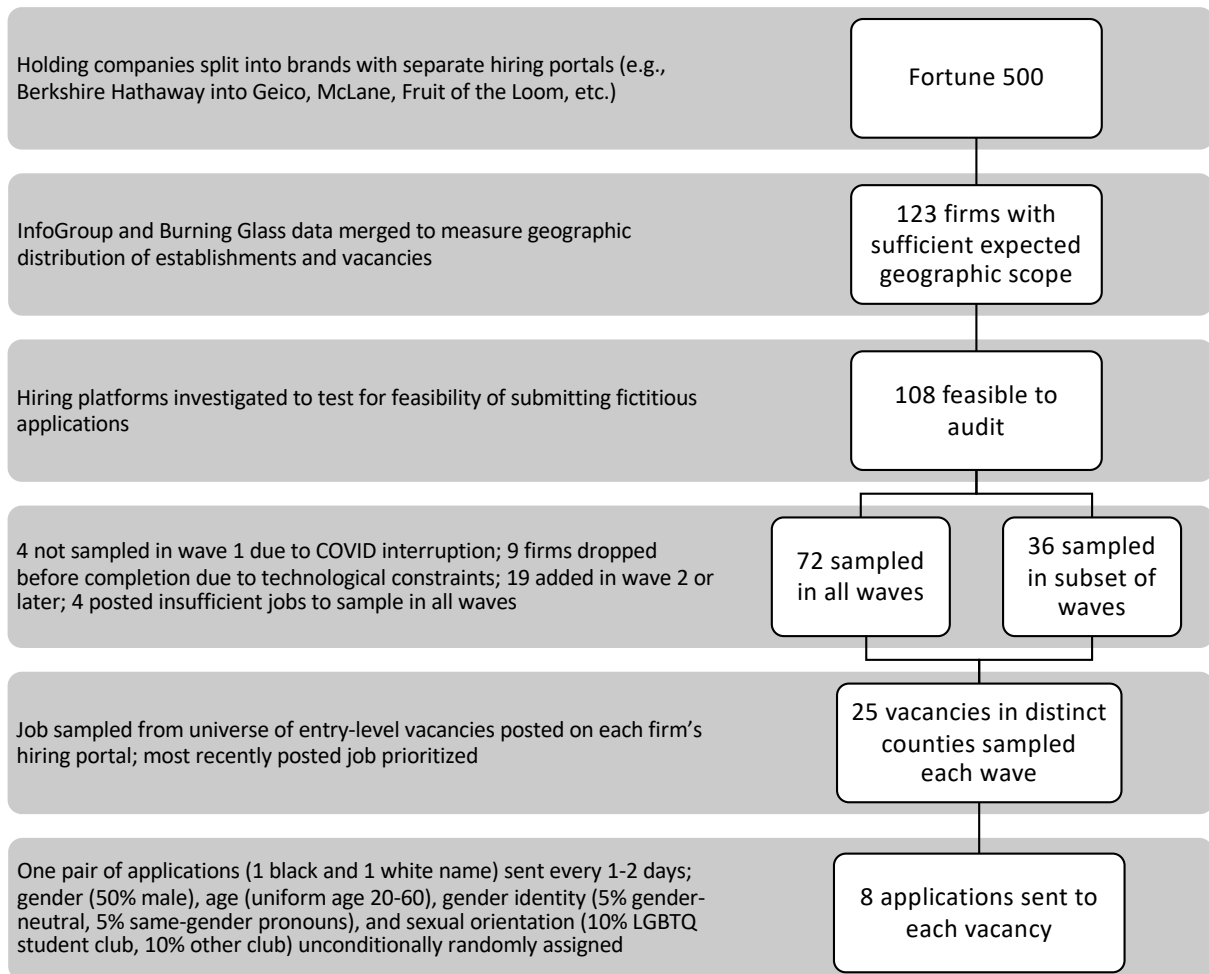 Holding companies split into brands with separate hiring portals (e.g.,
Berkshire Hathaway into Geico, McLane, Fruit of the Loom, etc.)
Fortune 500
InfoGroup and Burning Glass data merged to measure geographic
distribution of establishments and vacancies
123 firms with
sufficient expected
geographic scope
Hiring platforms investigated to test for feasibility of submitting fictitious
applications
108 feasible to
audit
4 not sampled in wave 1 due to COVID interruption; 9 firms dropped
before completion due to technological constraints; 19 added in wave 2 or
later; 4 posted insufficient jobs to sample in all waves
72 sampled
in all waves
36 sampled
in subset of
waves
Job sampled from universe of entry-level vacancies posted on each firm's
hiring portal; most recently posted job prioritized
25 vacancies in distinct
counties sampled
each wave
One pair of applications (1 black and 1 white name) sent every 1-2 days;
gender (50% male), age (uniform age 20-60), gender identity (5% gender-
neutral, 5% same-gender pronouns), and sexual orientation (10% LGBTQ
student club, 10% other club) unconditionally randomly assigned
8 applications sent to
each vacancy